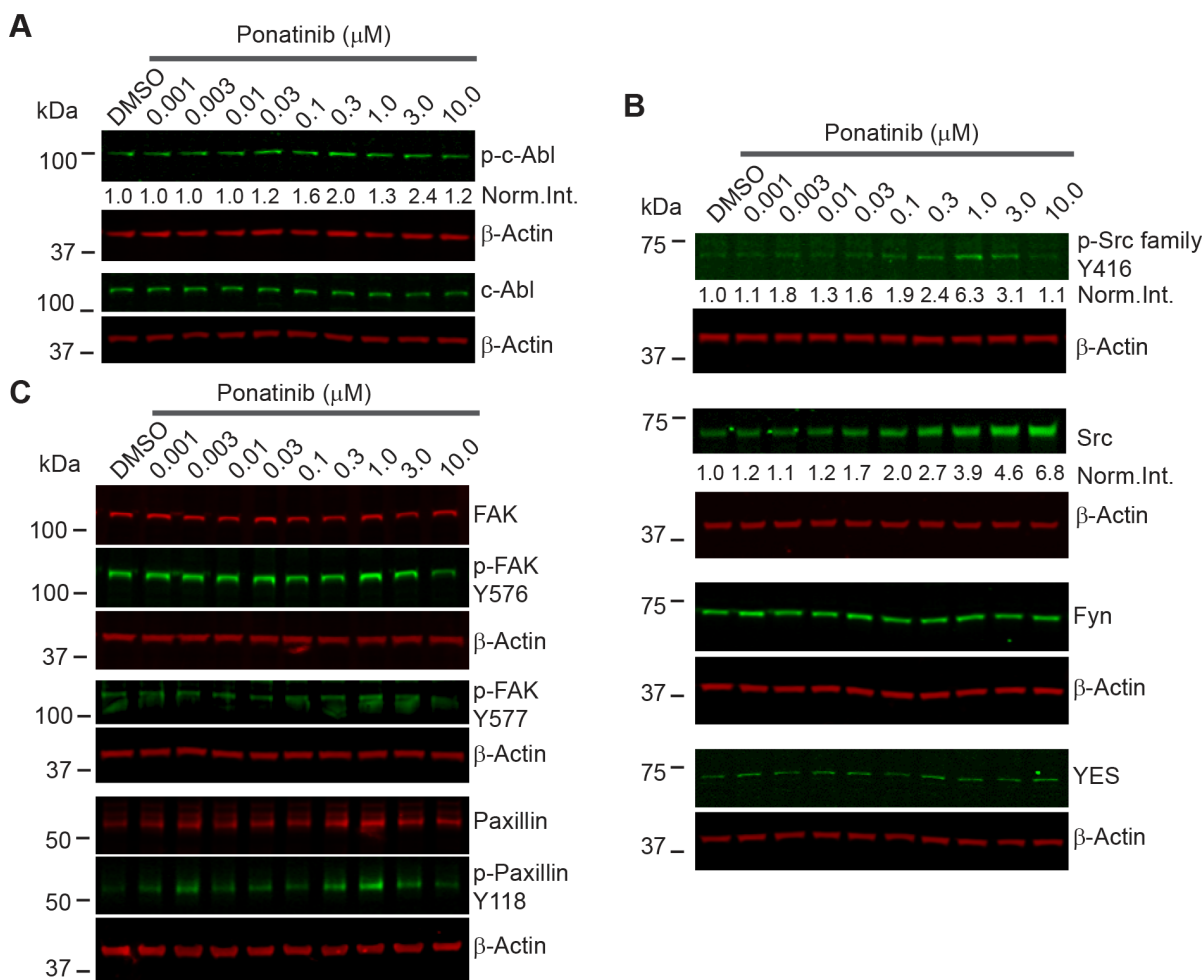 A
Ponatinib (μM)
kDa
DMSO 0.001 0.003 0.01 0.03 0.1 0.3 1.0 3.0 10.0
100 p-c-Abl
1.0 1.0 1.0 1.0 1.2 1.6 2.0 1.3 2.4 1.2 Norm.Int.
β-Actin
37
c-Abl
100
β-Actin
37
B
Ponatinib (μM)
kDa
DMSO 0.001 0.003 0.01 0.03 0.1 0.3 1.0 3.0 10.0
75 p-Src family
Y416
1.0 1.1 1.8 1.3 1.6 1.9 2.4 6.3 3.1 1.1 Norm.Int.
β-Actin
37
75
Src
1.0 1.2 1.1 1.2 1.7 2.0 2.7 3.9 4.6 6.8 Norm.Int.
β-Actin
37
75
Fyn
37 β-Actin
75 YES
β-Actin
37
C
Ponatinib (μM)
kDa
DMSO 0.001 0.003 0.01 0.03 0.1 0.3 1.0 3.0 10.0
FAK
100
p-FAK
Y576
100
β-Actin
37
p-FAK
Y577
100
β-Actin
37
Paxillin
50
p-Paxillin
Y118
50
β-Actin
37